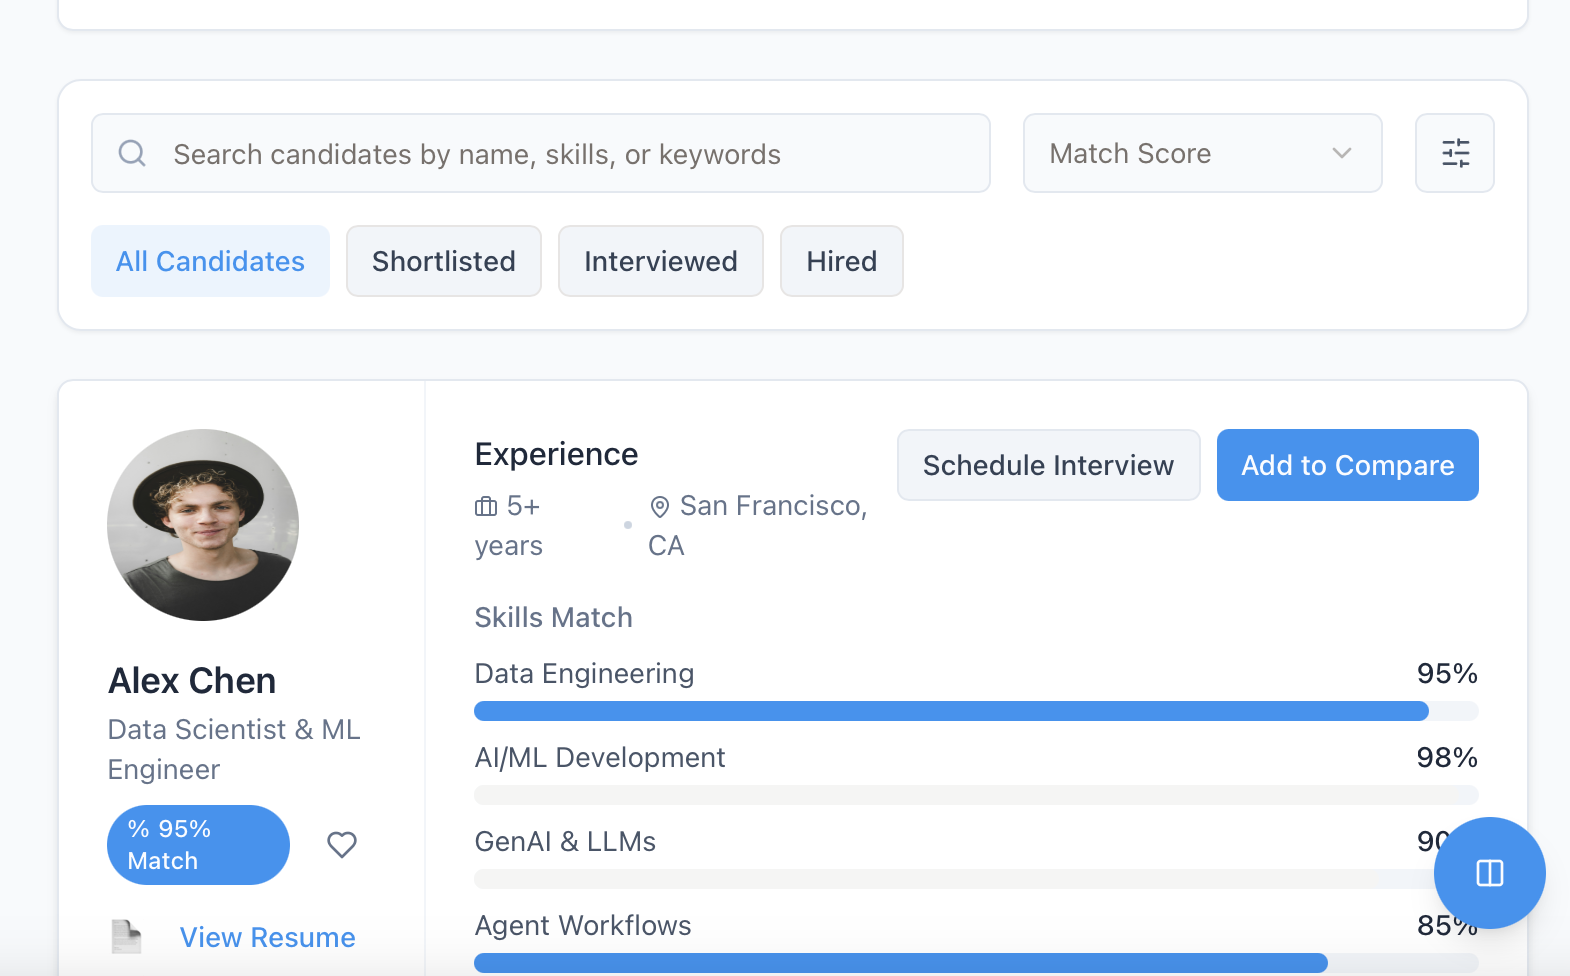 Search candidates by name, skills, or keywords
Match Score
All Candidates
Shortlisted
Interviewed
Hired
Alex Chen
Data Scientist & ML
Engineer
% 95%
Match
View Resume
Experience
5+
years
San Francisco,
CA
Schedule Interview
Add to Compare
Skills Match
Data Engineering
95%
AI/ML Development
98%
GenAI & LLMs
Agent Workflows
85%